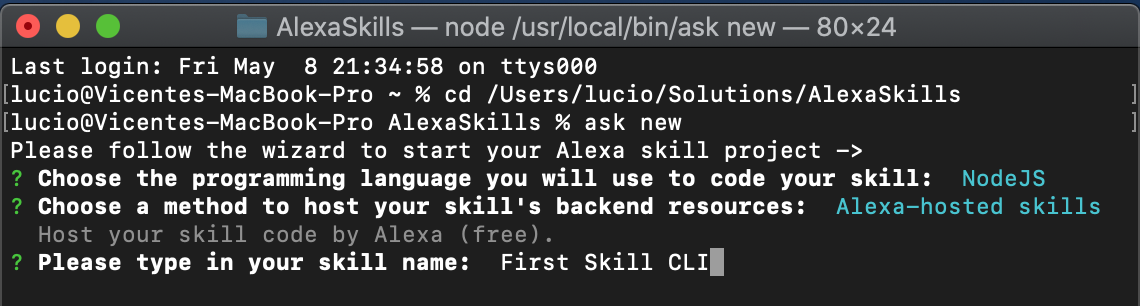 AlexaSkills — node /usr/local/bin/ask new — 80×24
Last login: Fri May  8 21:34:58 on ttys000
[lucio@Vicentes-MacBook-Pro ~ % cd /Users/lucio/Solutions/AlexaSkills ]
[lucio@Vicentes-MacBook-Pro AlexaSkills % ask new ]
Please follow the wizard to start your Alexa skill project ->
? Choose the programming language you will use to code your skill:  NodeJS
? Choose a method to host your skill's backend resources:  Alexa-hosted skills
  Host your skill code by Alexa (free).
? Please type in your skill name:  First Skill CLI